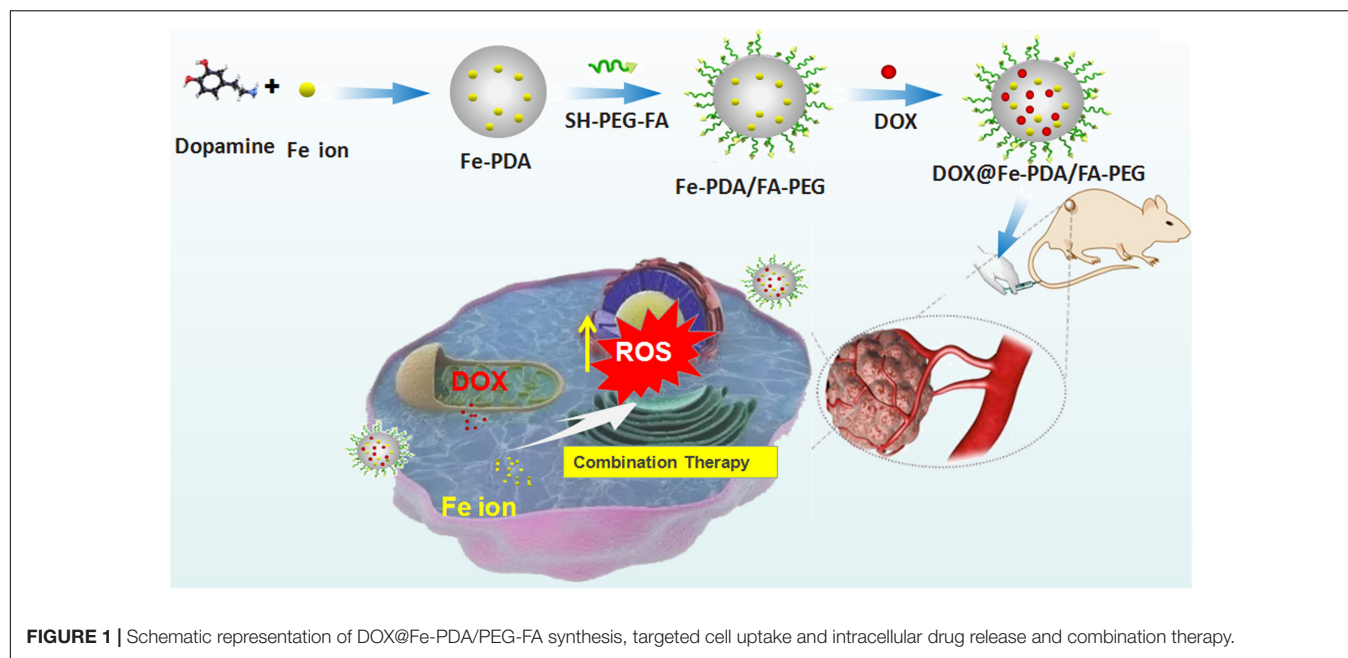 Dopamine
+
Fe ion
Fe-PDA
SH-PEG-FA
Fe-PDA/FA-PEG
DOX
DOX@Fe-PDA/FA-PEG
ROS
DOX
Combination Therapy
Fe ion
FIGURE 1 | Schematic representation of DOX@Fe-PDA/PEG-FA synthesis, targeted cell uptake and intracellular drug release and combination therapy.